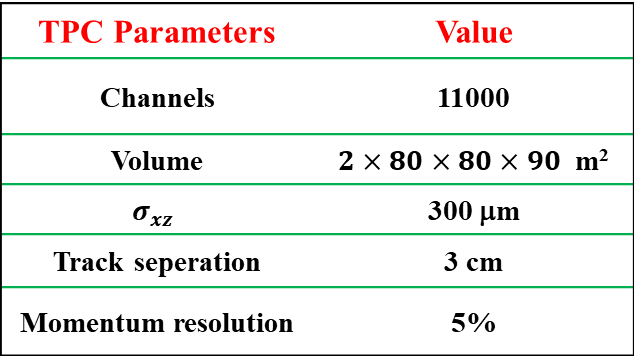 TPC Parameters Value
Channels 11000
Volume 2 × 80 × 80 × 90 m²
σxz 300 μm
Track seperation 3 cm
Momentum resolution 5%